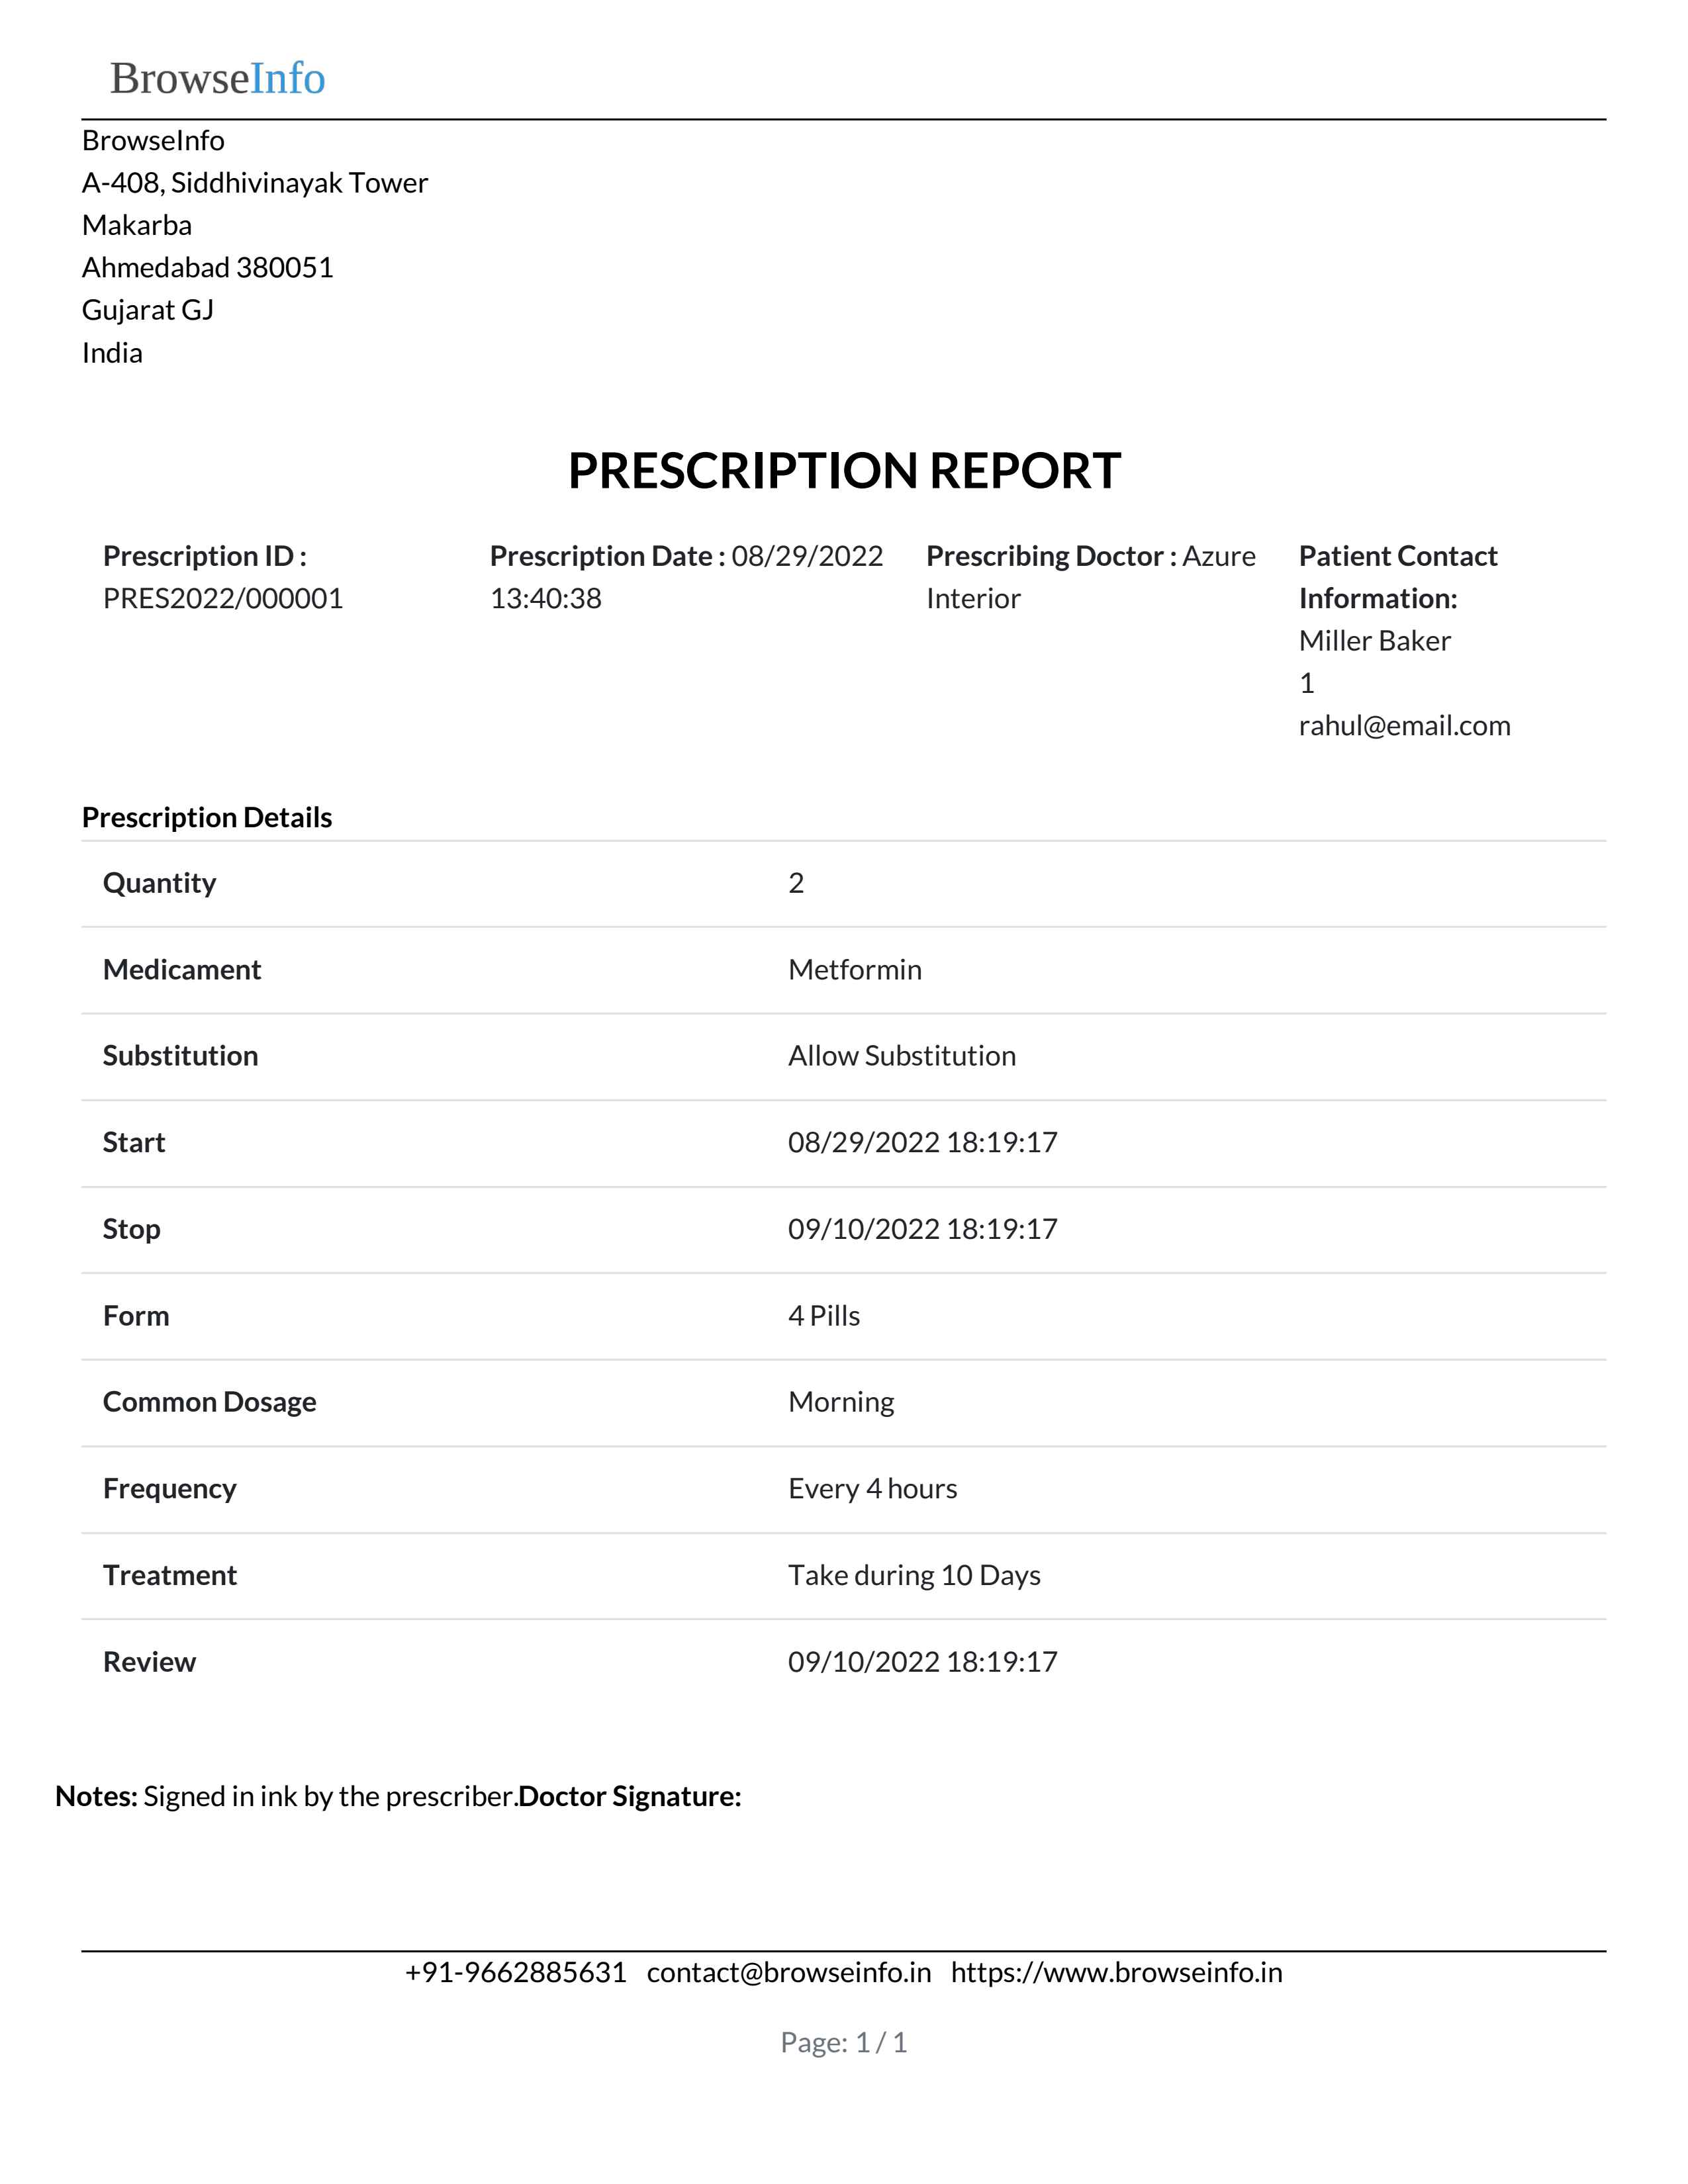 BrowseInfo
BrowseInfo
A-408, Siddhivinayak Tower
Makarba
Ahmedabad 380051
Gujarat GJ
India
PRESCRIPTION REPORT
Prescription ID :
PRES2022/000001
Prescription Date : 08/29/2022
13:40:38
Prescribing Doctor : Azure
Interior
Patient Contact
Information:
Miller Baker
1
rahul@email.com
Prescription Details
Quantity 2
Medicament Metformin
Substitution Allow Substitution
Start 08/29/2022 18:19:17
Stop 09/10/2022 18:19:17
Form 4 Pills
Common Dosage Morning
Frequency Every 4 hours
Treatment Take during 10 Days
Review 09/10/2022 18:19:17
Notes: Signed in ink by the prescriber.Doctor Signature:
+91-9662885631 contact@browseinfo.in https://www.browseinfo.in
Page: 1 / 1